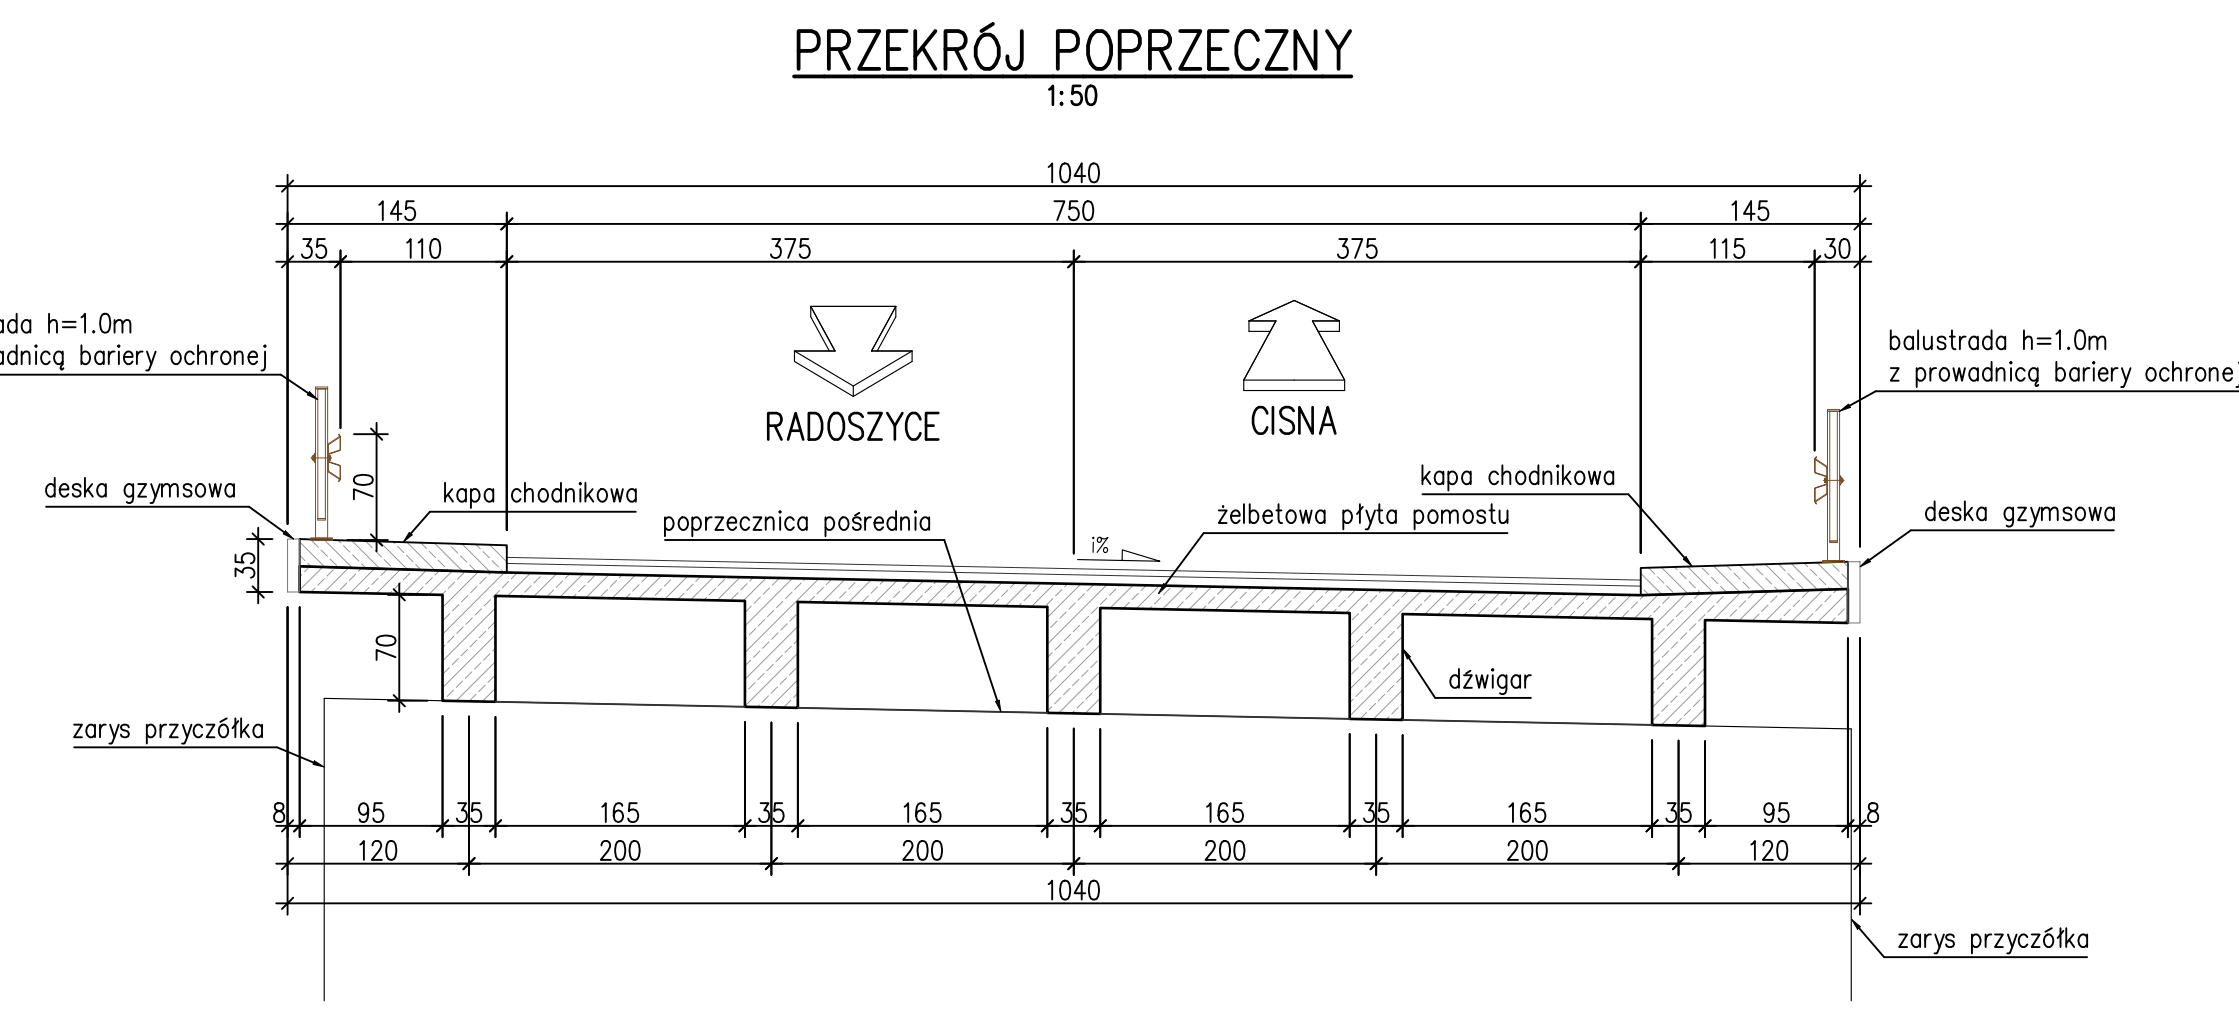 PRZEKRÓJ POPRZECZNY
1:50
1040
145 750 145
35 110 375 375 115 30
RADOSZYCE
CISNA
h=1.0m
bariery ochronej
balustrada h=1.0m
z prowadnicą bariery ochronej
70
deska gzymsowa
kapa chodnikowa
poprzecznica pośrednia
żelbetowa płyta pomostu
kapa chodnikowa
deska gzymsowa
i%
35
70
dźwigar
zarys przyczółka
8 95 35 165 35 165 35 165 35 165 35 95 8
120 200 200 200 200 120
1040
zarys przyczółka